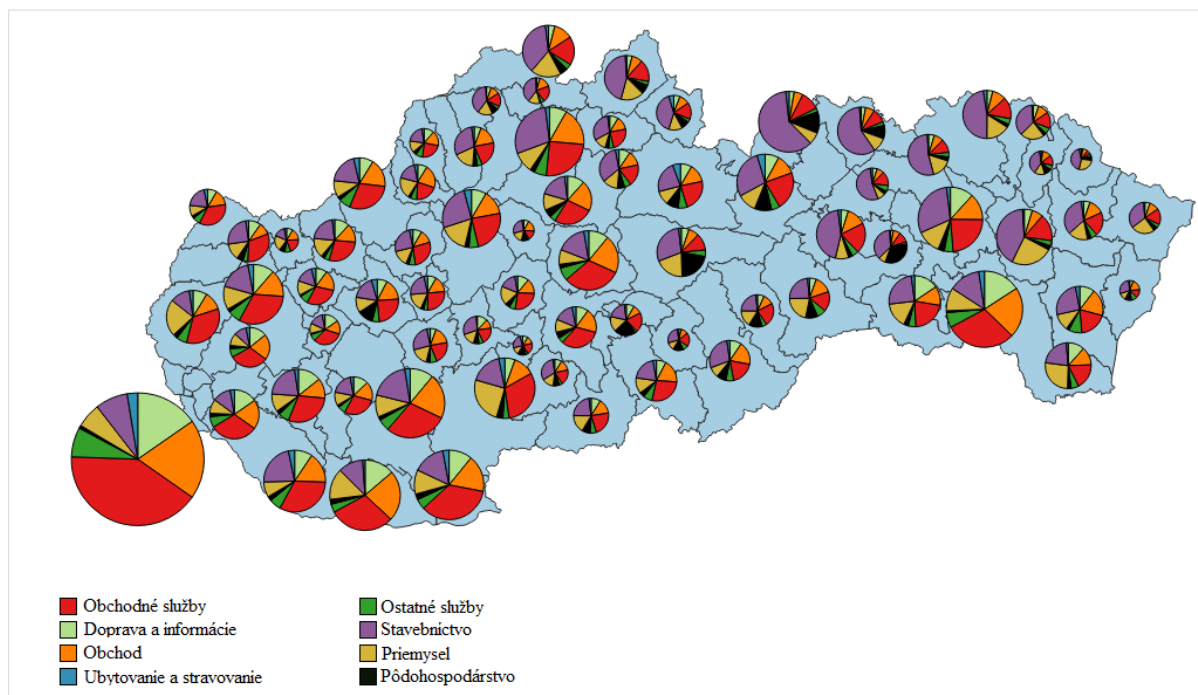 Obchodné služby
Doprava a informácie
Obchod
Ubytovanie a stravovanie
Ostatné služby
Stavebníctvo
Priemysel
Pôdohospodárstvo